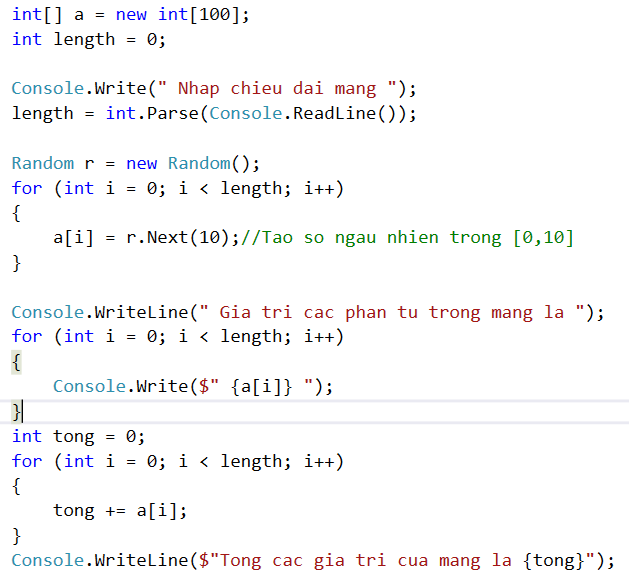 int[] a = new int[100];
int length = 0;
Console.Write(" Nhap chieu dai mang ");
length = int.Parse(Console.ReadLine());
Random r = new Random();
for (int i = 0; i < length; i++)
{
a[i] = r.Next(10);//Tao so ngau nhien trong [0,10]
}
Console.WriteLine(" Gia tri cac phan tu trong mang la ");
for (int i = 0; i < length; i++)
{
Console.Write($" {a[i]} ");
}
int tong = 0;
for (int i = 0; i < length; i++)
{
tong += a[i];
}
Console.WriteLine($"Tong cac gia tri cua mang la {tong}");